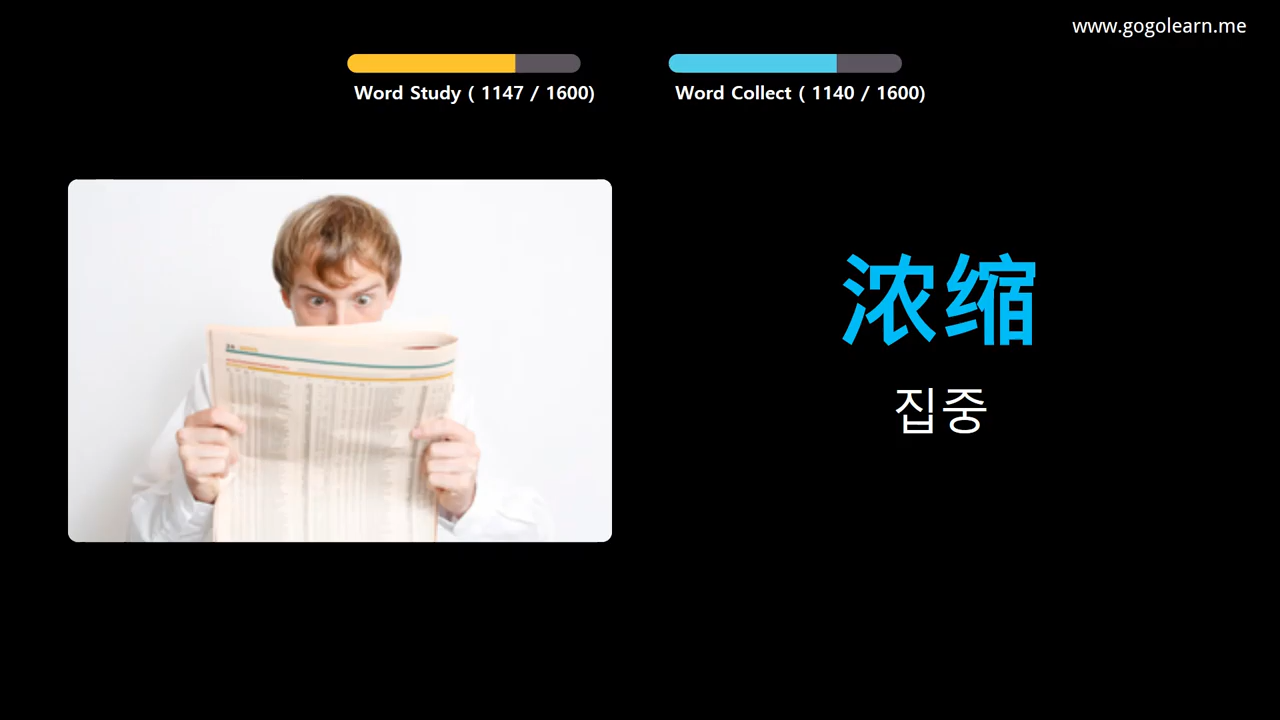 www.gogolearn.me
Word Study ( 1147 / 1600)
Word Collect ( 1140 / 1600)
浓缩
집중